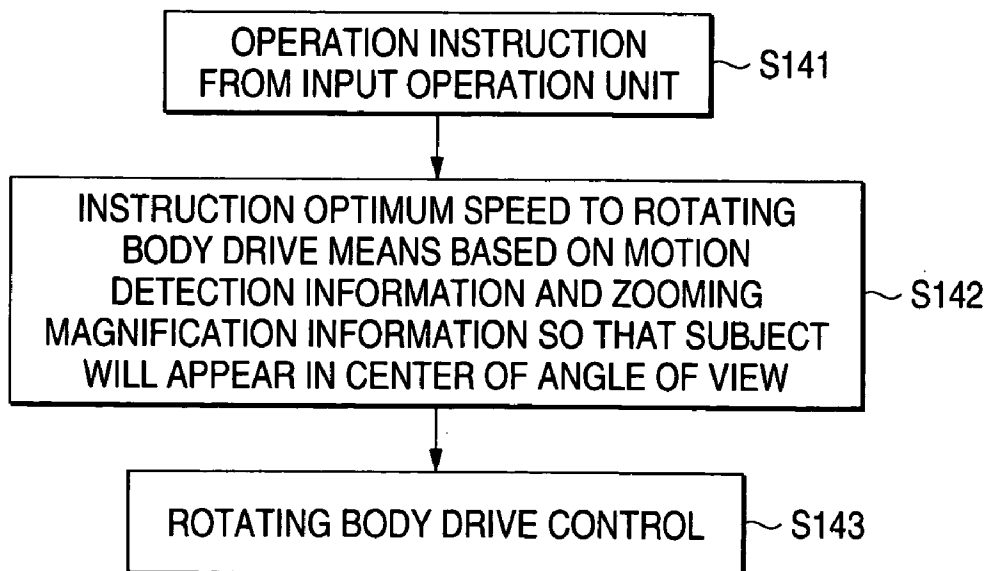 OPERATION INSTRUCTION
FROM INPUT OPERATION UNIT
S141
INSTRUCTION OPTIMUM SPEED TO ROTATING
BODY DRIVE MEANS BASED ON MOTION
DETECTION INFORMATION AND ZOOMING
MAGNIFICATION INFORMATION SO THAT SUBJECT
WILL APPEAR IN CENTER OF ANGLE OF VIEW
S142
ROTATING BODY DRIVE CONTROL
S143